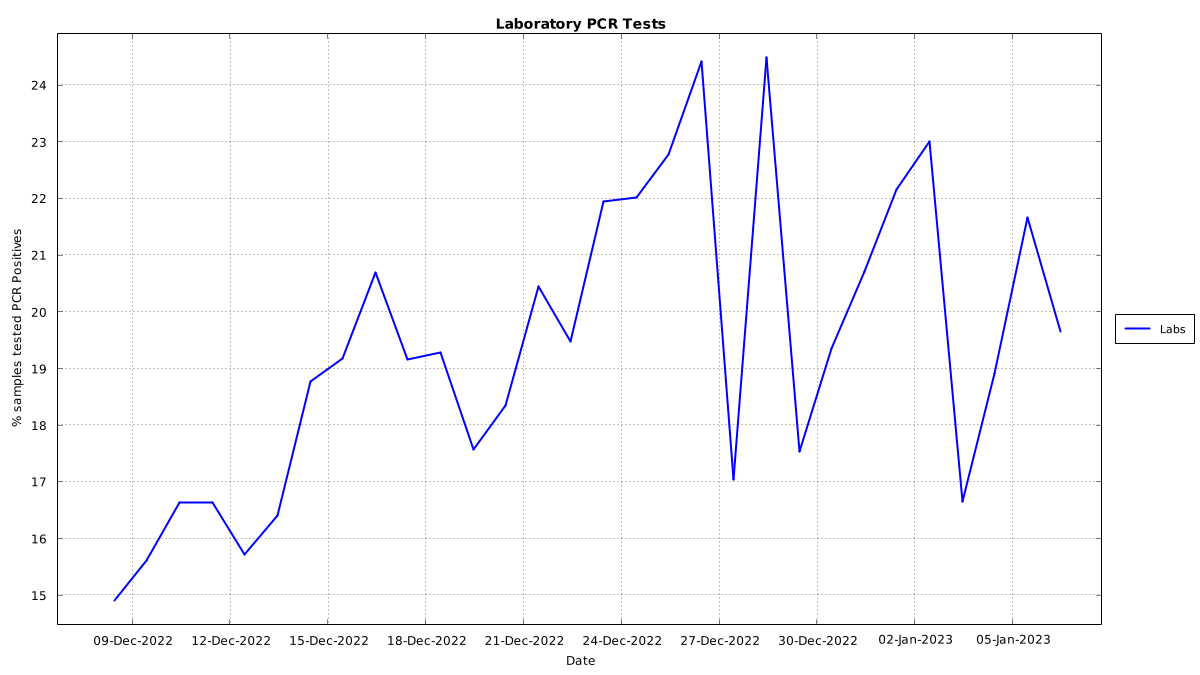 Laboratory PCR Tests
% samples tested PCR Positives
24
23
22
21
20
19
18
17
16
15
Labs
09-Dec-2022 12-Dec-2022 15-Dec-2022 18-Dec-2022 21-Dec-2022 24-Dec-2022 27-Dec-2022 30-Dec-2022 02-Jan-2023 05-Jan-2023
Date